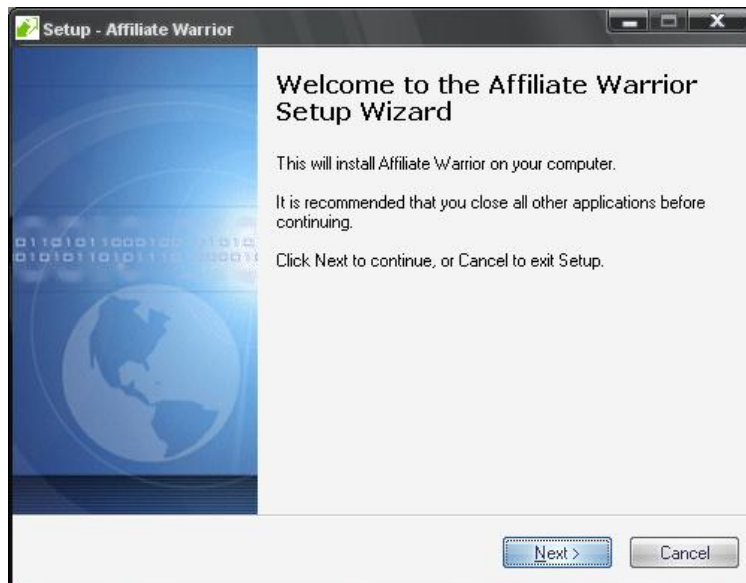 Setup - Affiliate Warrior
Welcome to the Affiliate Warrior
Setup Wizard
This will install Affiliate Warrior on your computer.
It is recommended that you close all other applications before
continuing.
Click Next to continue, or Cancel to exit Setup.
Next >
Cancel